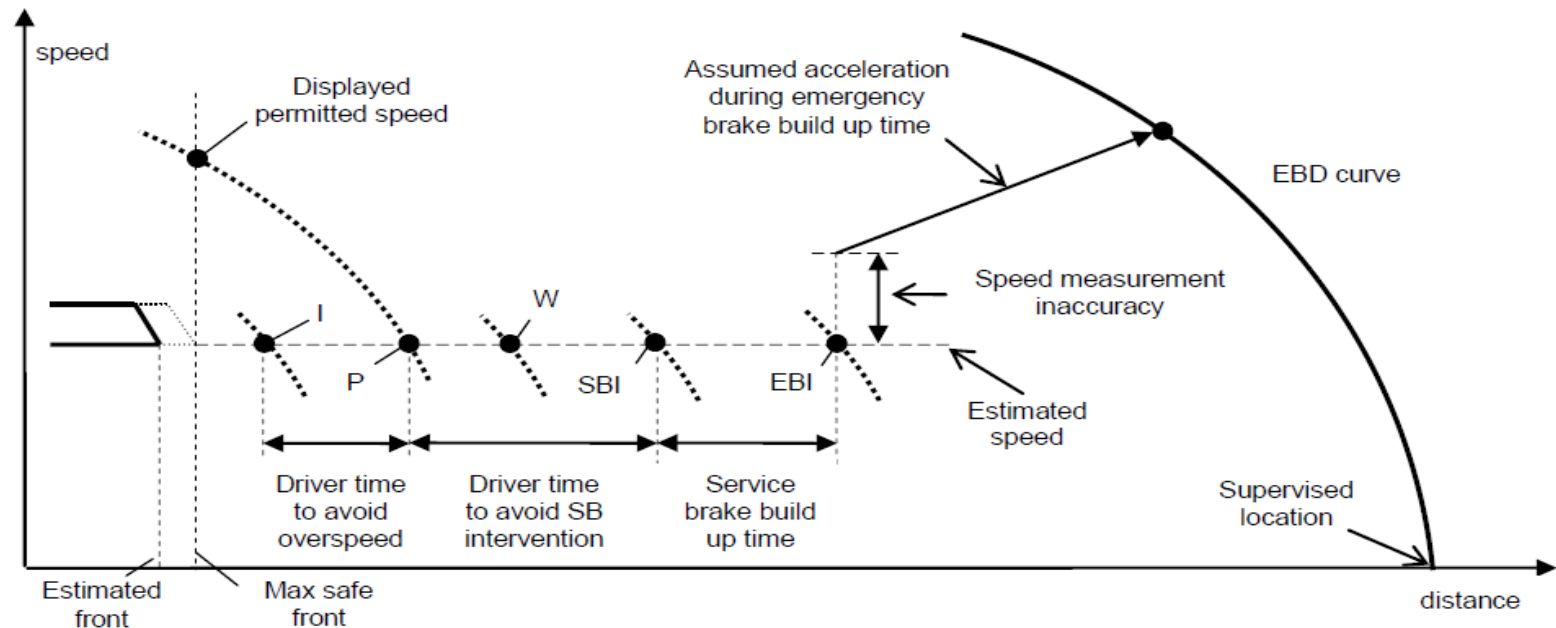 speed
Displayed
permitted speed
Assumed acceleration
during emergency
brake build up time
EBD curve
Speed measurement
inaccuracy
I
W
P
SBI
EBI
Estimated
speed
Driver time
to avoid
overspeed
Driver time
to avoid SB
intervention
Service
brake build
up time
Supervised
location
Estimated
front
Max safe
front
distance